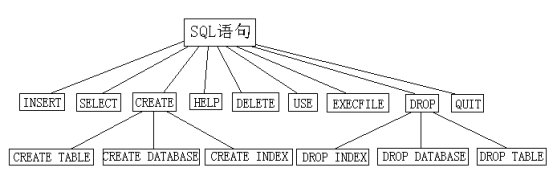 SQL语句
INSERT SELECT CREATE HELP DELETE USE EXECFILE DROP QUIT
CREATE TABLE CREATE DATABASE CREATE INDEX DROP INDEX DROP DATABASE DROP TABLE